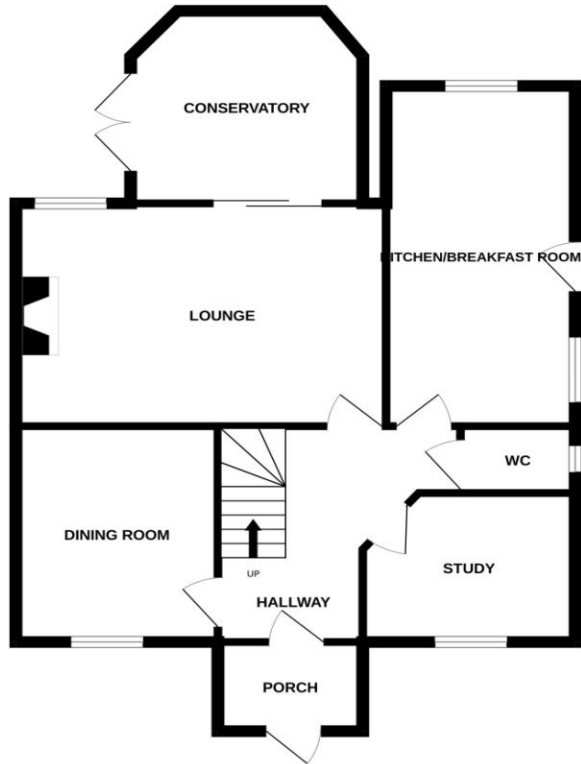 CONSERVATORY
KITCHEN/BREAKFAST ROOM
LOUNGE
WC
DINING ROOM
STUDY
UP
HALLWAY
PORCH